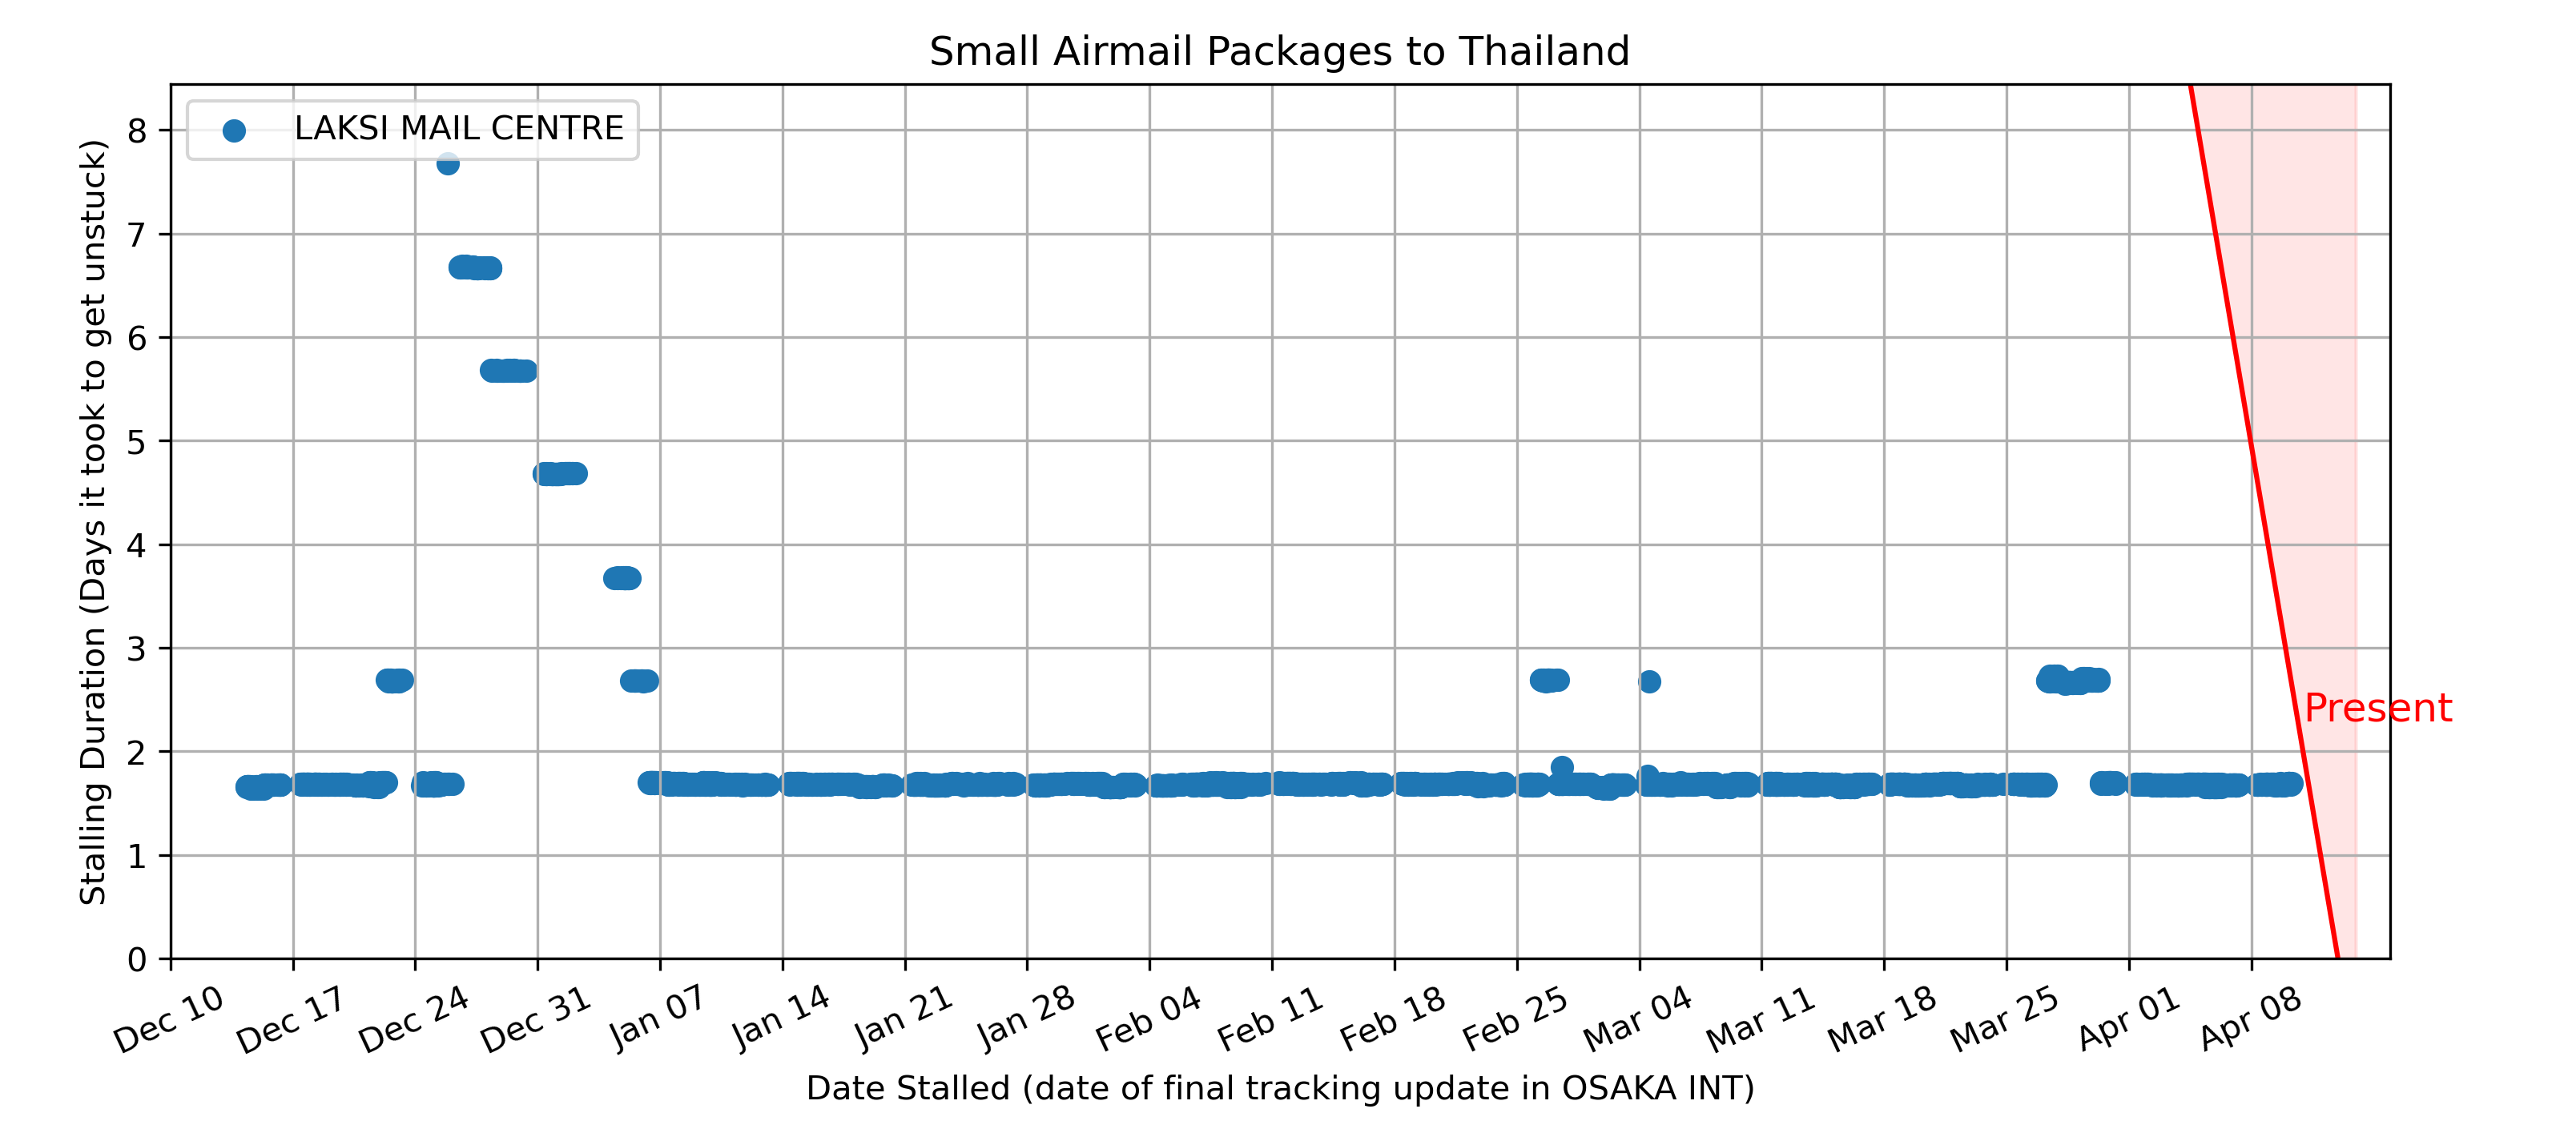 Small Airmail Packages to Thailand
LAKSI MAIL CENTRE
Stalling Duration (Days it took to get unstuck)
8
7
6
5
4
3
2
1
0
Present
Dec 10
Dec 17
Dec 24
Dec 31
Jan 07
Jan 14
Jan 21
Jan 28
Feb 04
Feb 11
Feb 18
Feb 25
Mar 04
Mar 11
Mar 18
Mar 25
Apr 01
Apr 08
Date Stalled (date of final tracking update in OSAKA INT)